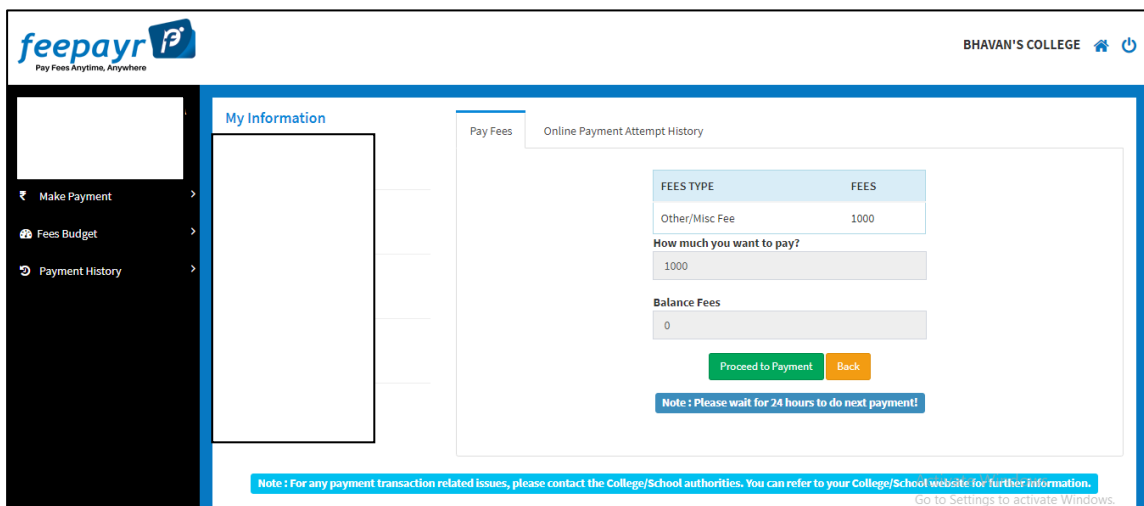 feepayr
Pay Fees Anytime, Anywhere
BHAVAN'S COLLEGE
Make Payment
Fees Budget
Payment History
My Information
Pay Fees
Online Payment Attempt History
FEES TYPE FEES
Other/Misc Fee 1000
How much you want to pay?
1000
Balance Fees
0
Proceed to Payment
Back
Note : Please wait for 24 hours to do next payment!
Note : For any payment transaction related issues, please contact the College/School authorities. You can refer to your College/School website for further information.
Activate Windows
Go to Settings to activate Windows.